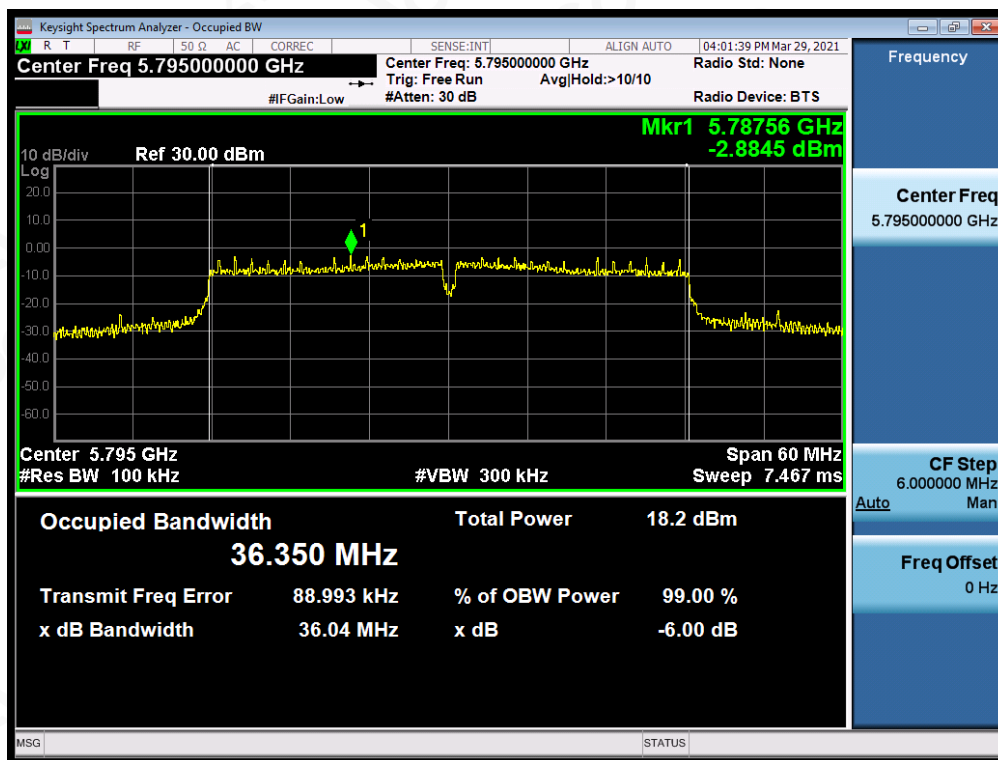 Keysight Spectrum Analyzer - Occupied BW
LXI R T RF 50 Ω AC CORREC SENSE:INT ALIGN AUTO 04:01:39 PM Mar 29, 2021
Center Freq 5.795000000 GHz
Center Freq: 5.795000000 GHz
Radio Std: None
Trig: Free Run Avg|Hold:>10/10
#IFGain:Low
#Atten: 30 dB
Radio Device: BTS
Mkr1 5.78756 GHz
-2.8845 dBm
10 dB/div Ref 30.00 dBm
Log
20.0
10.0
0.00
-10.0
-20.0
-30.0
-40.0
-50.0
-60.0
1
Center 5.795 GHz Span 60 MHz
#Res BW 100 kHz #VBW 300 kHz Sweep 7.467 ms
Occupied Bandwidth Total Power 18.2 dBm
36.350 MHz
Transmit Freq Error 88.993 kHz % of OBW Power 99.00 %
x dB Bandwidth 36.04 MHz x dB -6.00 dB
Frequency
Center Freq
5.795000000 GHz
CF Step
6.000000 MHz
Auto Man
Freq Offset
0 Hz
MSG STATUS